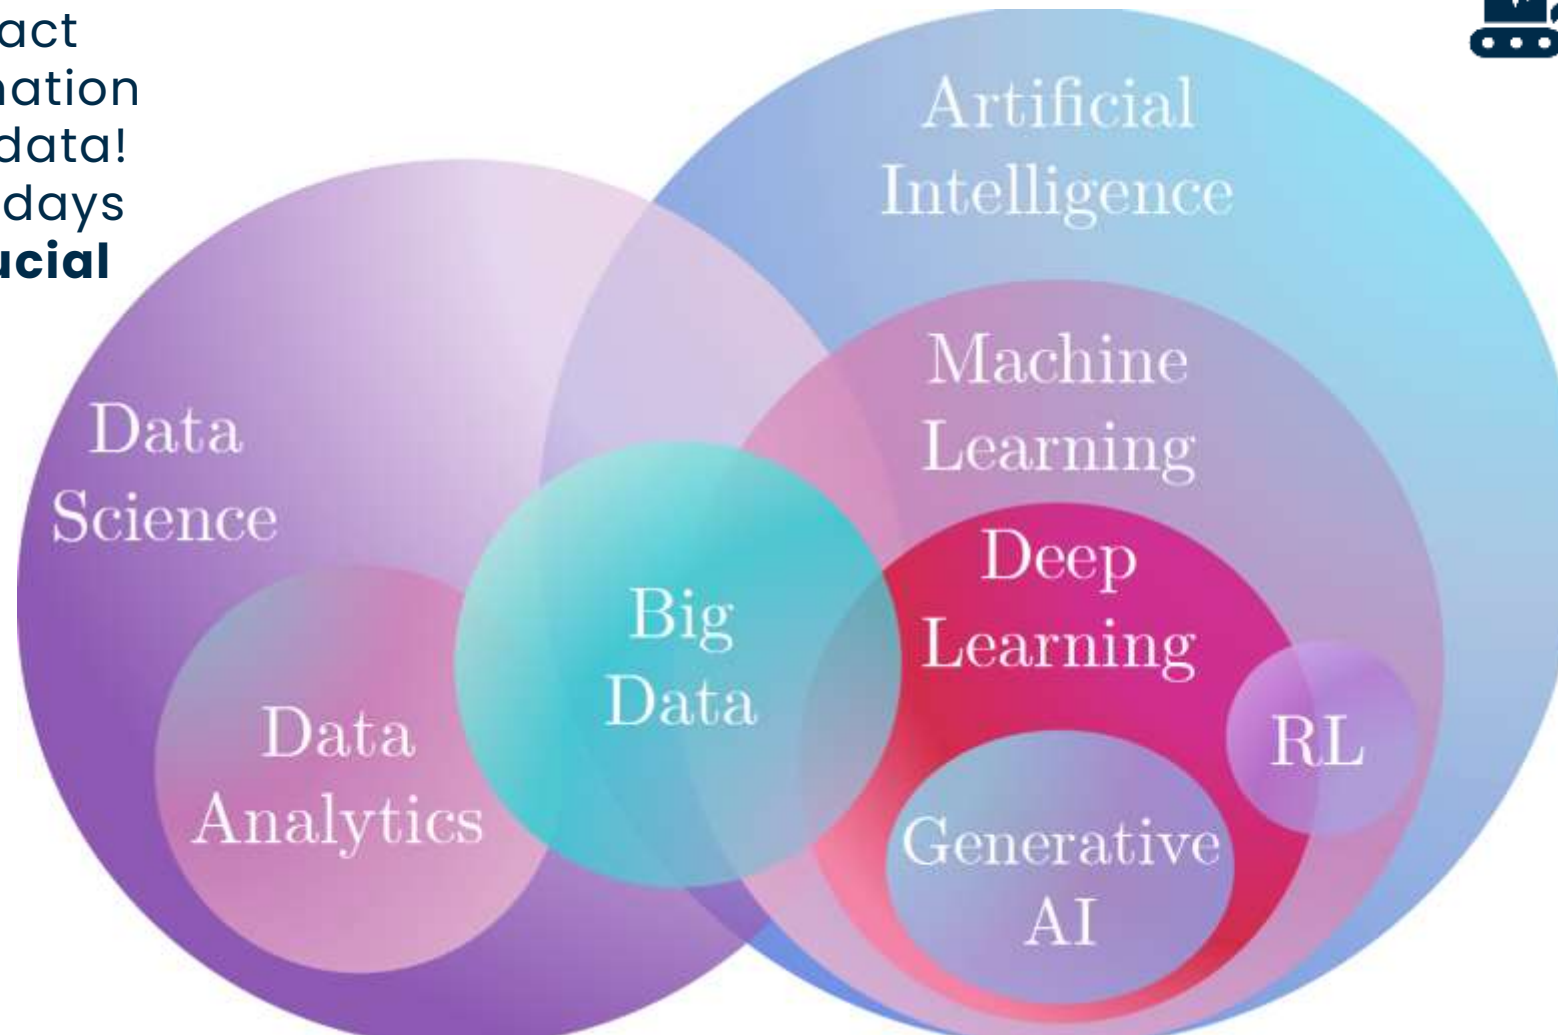 act
nation
data!
days
ucial
Artificial
Intelligence
Machine
Learning
Data
Science
Deep
Learning
Big
Data
RL
Data
Analytics
Generative
AI